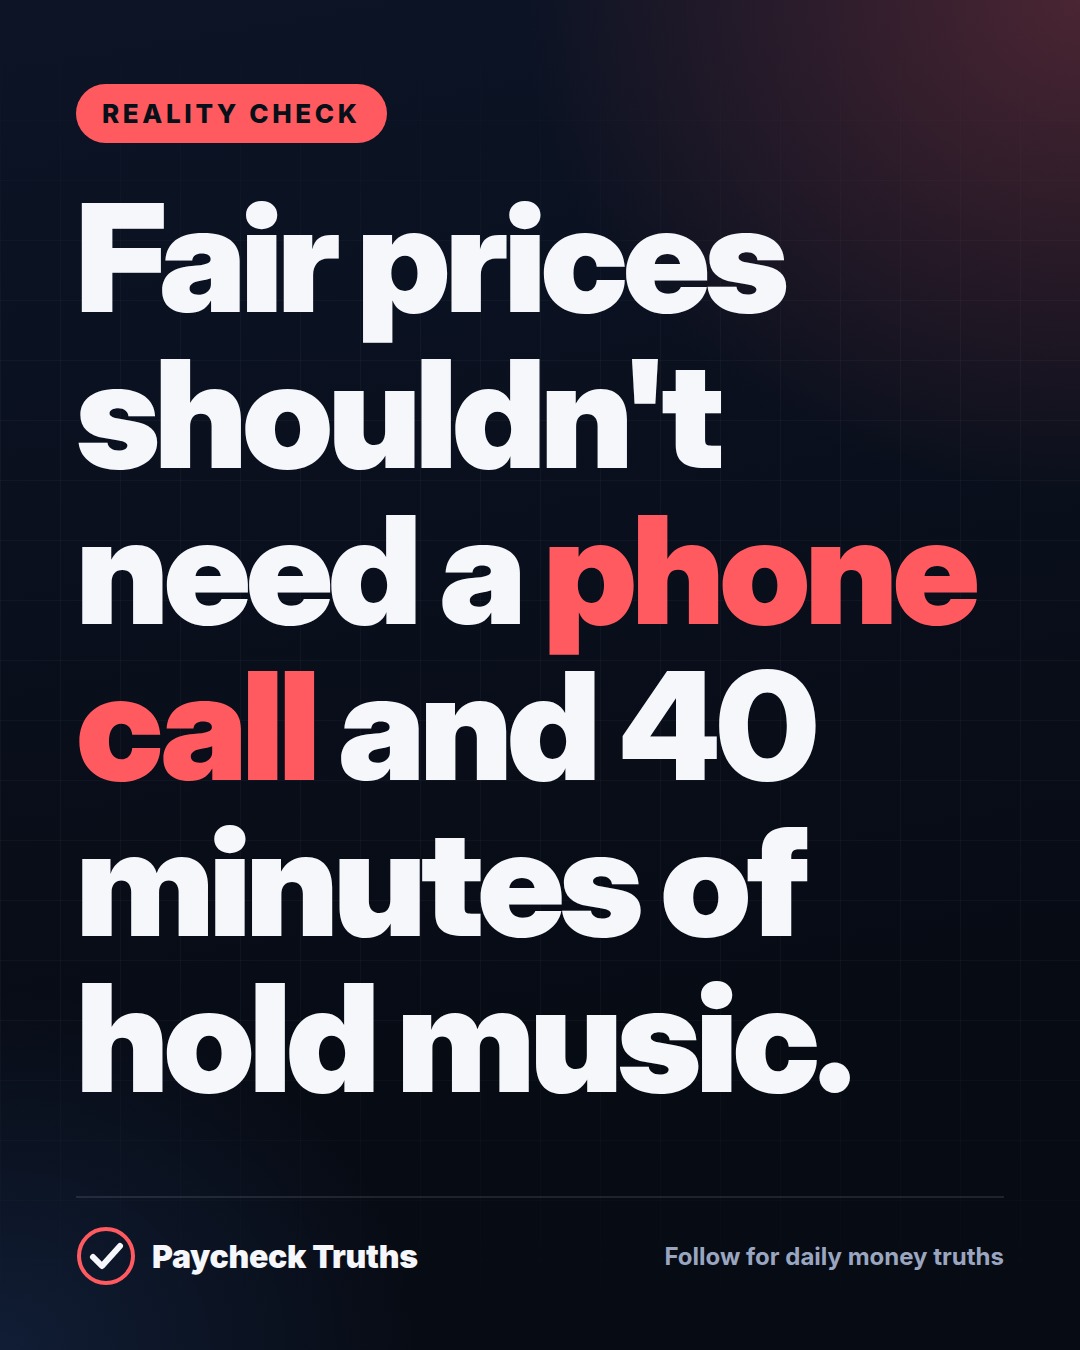 REALITY CHECK
Fair prices
shouldn't
need a phone
call and 40
minutes of
hold music.
Paycheck Truths
Follow for daily money truths